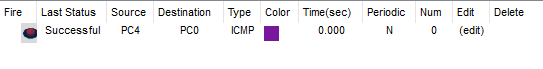 Fire Last Status Source Destination Type Color Time(sec) Periodic Num Edit Delete
Successful PC4 PC0 ICMP 0.000 N 0 (edit)